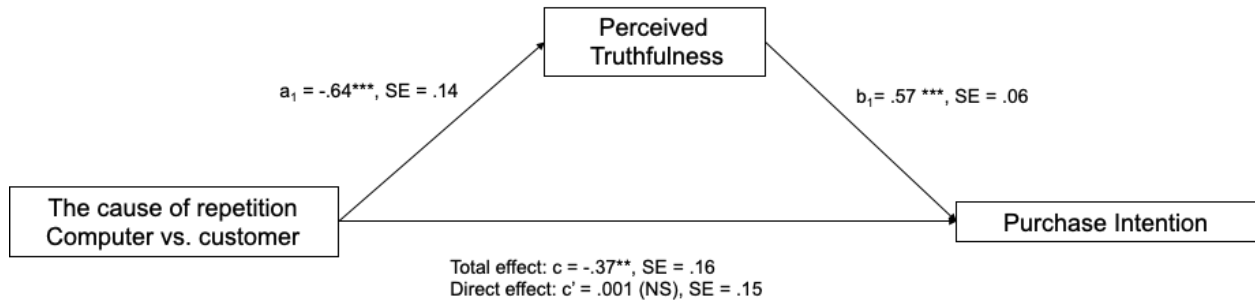 Perceived
Truthfulness
a₁ = -.64***, SE = .14
b₁= .57 ***, SE = .06
The cause of repetition
Computer vs. customer
Purchase Intention
Total effect: c = -.37**, SE = .16
Direct effect: c' = .001 (NS), SE = .15